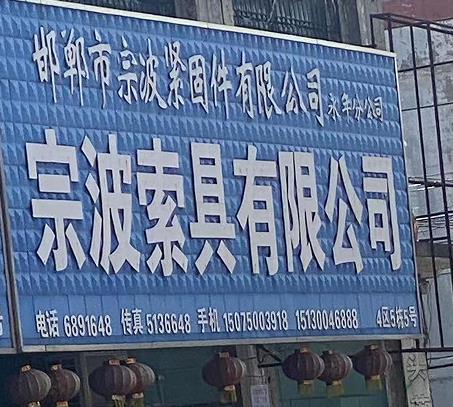 邯郸市宗波紧固件有限公司永年分公司
宗波索具有限公司
电话 6891648 传真 5136648 手机 15075003918 15130046888 4区5栋5号